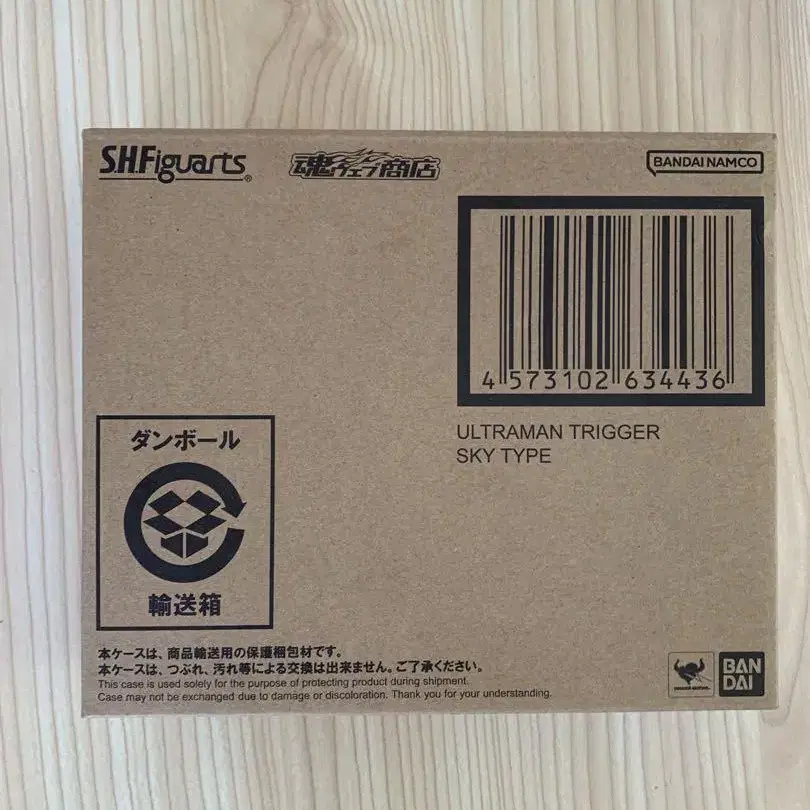 S.H.Figuarts®
魂ウェブ商店
BANDAI NAMCO
4 573102 634436
ULTRAMAN TRIGGER
SKY TYPE
ダンボール
輸送箱
本ケースは、商品輸送用の保護梱包材です。
本ケースは、つぶれ、汚れ等による交換は出来ません。ご了承ください。
This case is used solely for the purpose of protecting product during shipment.
Case may not be exchanged due to damage or discoloration. Thank you for your understanding.
BAN
DAI